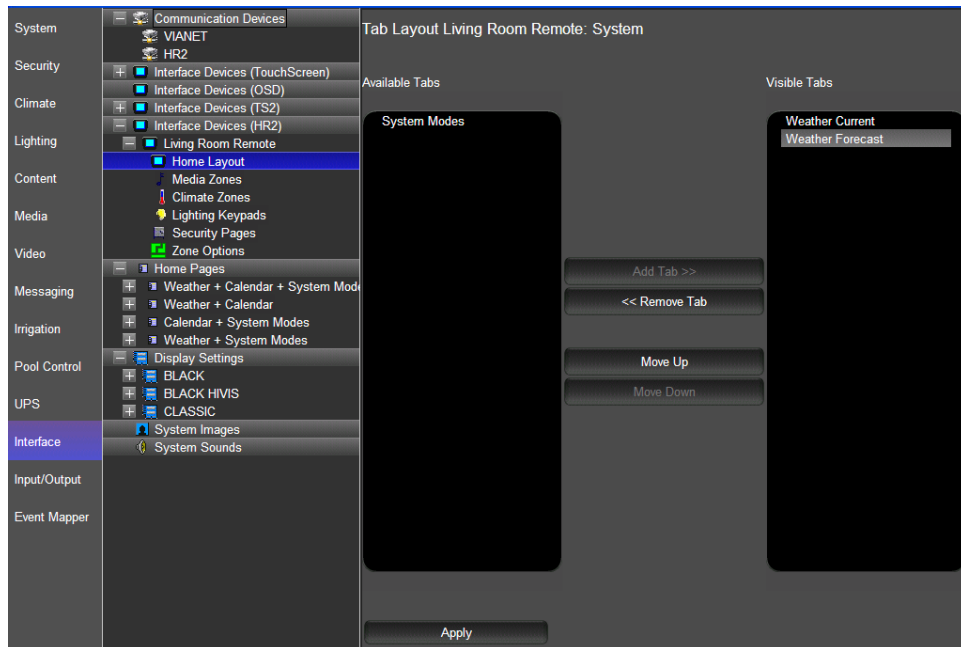 System
Security
Climate
Lighting
Content
Media
Video
Messaging
Irrigation
Pool Control
UPS
Interface
Input/Output
Event Mapper
Communication Devices
VIANET
HR2
Interface Devices (TouchScreen)
Interface Devices (OSD)
Interface Devices (TS2)
Interface Devices (HR2)
Living Room Remote
Home Layout
Media Zones
Climate Zones
Lighting Keypads
Security Pages
Zone Options
Home Pages
Weather + Calendar + System Mode
Weather + Calendar
Calendar + System Modes
Weather + System Modes
Display Settings
BLACK
BLACK HIVIS
CLASSIC
System Images
System Sounds
Tab Layout Living Room Remote: System
Available Tabs
System Modes
Add Tab >>
<< Remove Tab
Move Up
Move Down
Visible Tabs
Weather Current
Weather Forecast
Apply